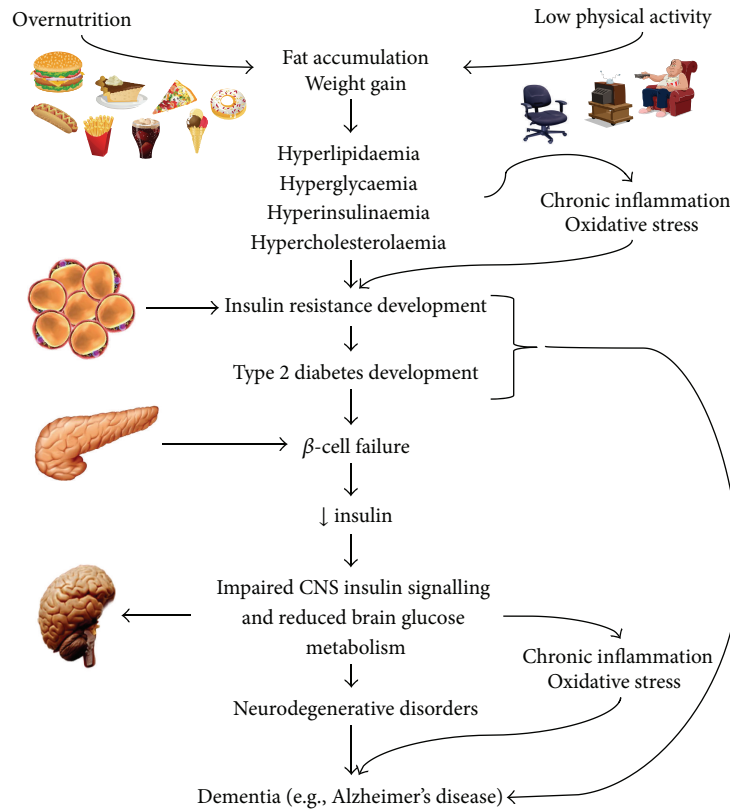 Overnutrition
Low physical activity
Fat accumulation
Weight gain
Hyperlipidaemia
Hyperglycaemia
Hyperinsulinaemia
Hypercholesterolaemia
Chronic inflammation
Oxidative stress
Insulin resistance development
Type 2 diabetes development
β-cell failure
↓ insulin
Impaired CNS insulin signalling
and reduced brain glucose
metabolism
Chronic inflammation
Oxidative stress
Neurodegenerative disorders
Dementia (e.g., Alzheimer's disease)